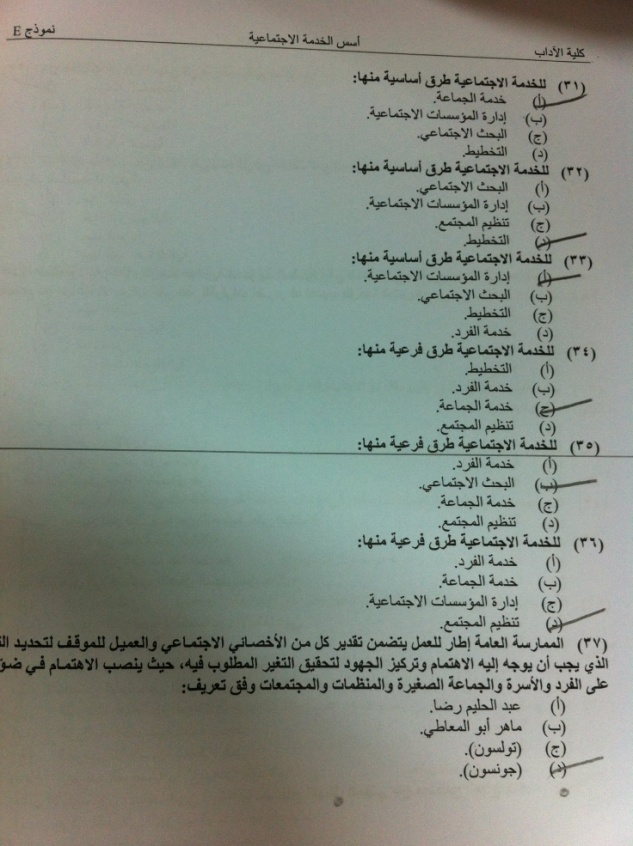 كلية الآداب
أسس الخدمة الاجتماعية
نموذج E
(٣١) للخدمة الاجتماعية طرق أساسية منها:
(أ) خدمة الجماعة.
(ب) إدارة المؤسسات الاجتماعية.
(ج) البحث الاجتماعي.
(د) التخطيط.
(٣٢) للخدمة الاجتماعية طرق أساسية منها:
(أ) البحث الاجتماعي.
(ب) إدارة المؤسسات الاجتماعية.
(ج) تنظيم المجتمع.
(د) التخطيط.
(٣٣) للخدمة الاجتماعية طرق أساسية منها:
(أ) إدارة المؤسسات الاجتماعية.
(ب) البحث الاجتماعي.
(ج) التخطيط.
(د) خدمة الفرد.
(٣٤) للخدمة الاجتماعية طرق فرعية منها:
(أ) التخطيط.
(ب) خدمة الفرد.
(ج) خدمة الجماعة.
(د) تنظيم المجتمع.
(٣٥) للخدمة الاجتماعية طرق فرعية منها:
(أ) خدمة الفرد.
(ب) البحث الاجتماعي.
(ج) خدمة الجماعة.
(د) تنظيم المجتمع.
(٣٦) للخدمة الاجتماعية طرق فرعية منها:
(أ) خدمة الفرد.
(ب) خدمة الجماعة.
(ج) إدارة المؤسسات الاجتماعية.
(د) تنظيم المجتمع.
(٣٧) الممارسة العامة إطار للعمل يتضمن تقدير كل من الأخصائي الاجتماعي والعميل للموقف لتحديد
الذي يجب أن يوجه إليه الاهتمام وتركيز الجهود لتحقيق التغير المطلوب فيه، حيث ينصب الاهتمام في
على الفرد والأسرة والجماعة الصغيرة والمنظمات والمجتمعات وفق تعريف:
(أ) عبد الحليم رضا.
(ب) ماهر أبو المعاطي.
(ج) (تولسون).
(د) (جونسون).